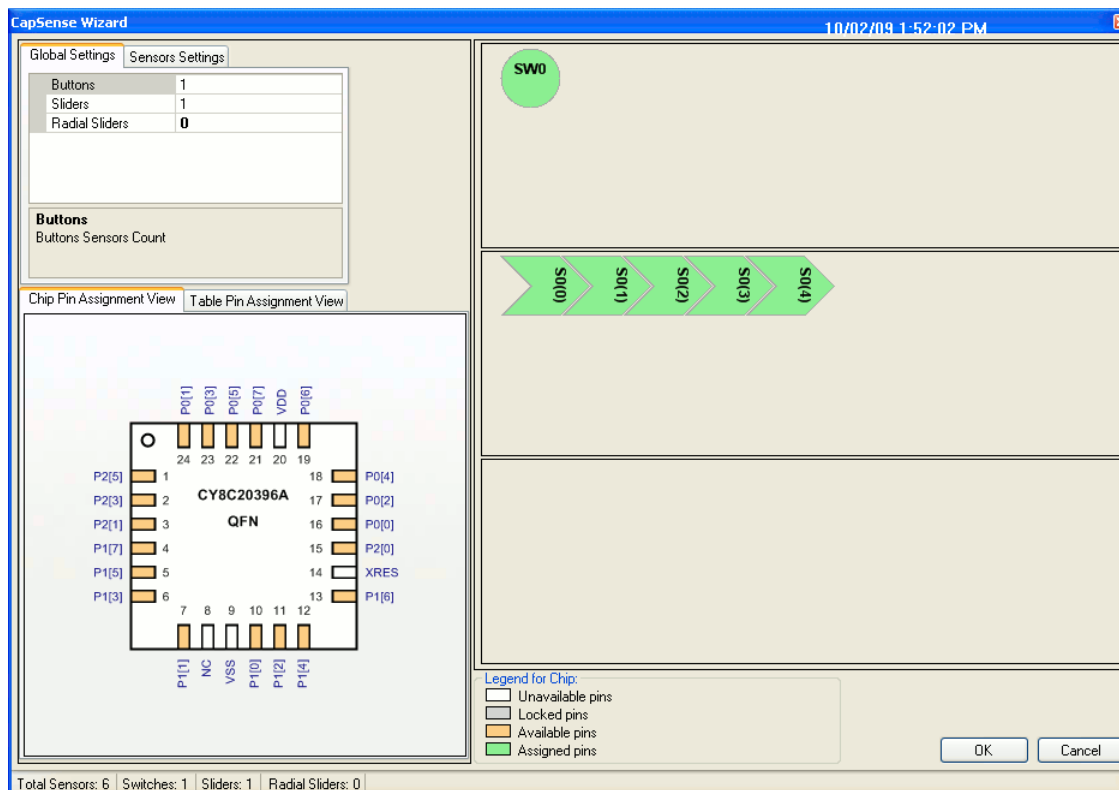 CapSense Wizard
10/02/09 1:52:02 PM
Global Settings Sensors Settings
Buttons 1
Sliders 1
Radial Sliders 0
Buttons
Buttons Sensors Count
Chip Pin Assignment View Table Pin Assignment View
P0[1] P0[3] P0[5] P0[7] VDD P0[6]
24 23 22 21 20 19
P2[5] 1 18 P0[4]
P2[3] 2 CY8C20396A 17 P0[2]
P2[1] 3 QFN 16 P0[0]
P1[7] 4 15 P2[0]
P1[5] 5 14 XRES
P1[3] 6 13 P1[6]
7 8 9 10 11 12
P1[1] NC VSS P1[0] P1[2] P1[4]
SW0
S0(0) S0(1) S0(2) S0(3) S0(4)
Legend for Chip:
Unavailable pins
Locked pins
Available pins
Assigned pins
OK Cancel
Total Sensors: 6 Switches: 1 Sliders: 1 Radial Sliders: 0